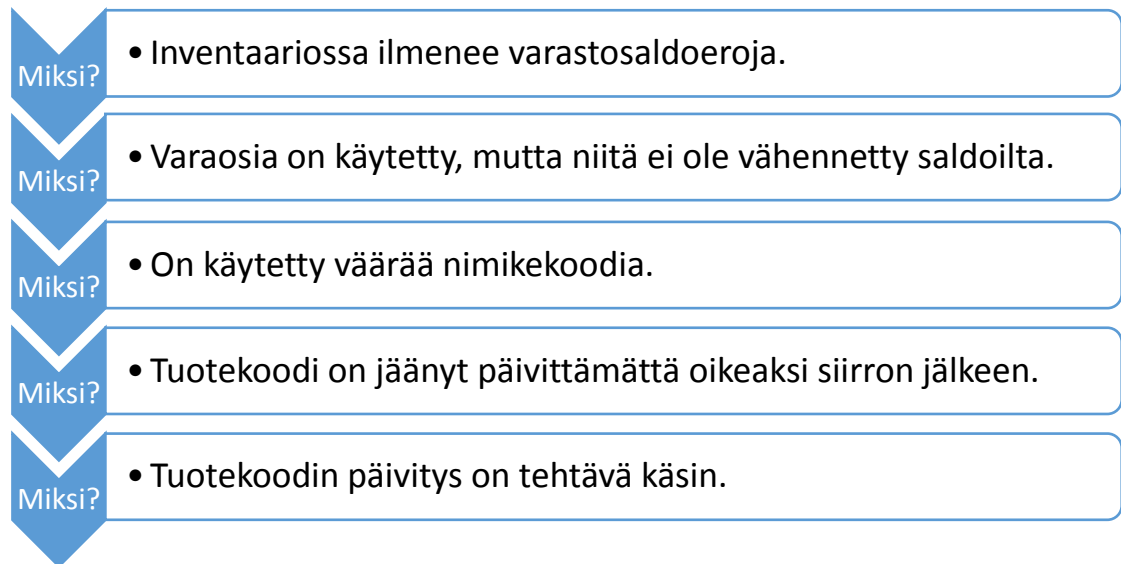 Miksi?
• Inventaariossa ilmenee varastosaldoeroja.
Miksi?
• Varaosia on käytetty, mutta niitä ei ole vähennetty saldoilta.
Miksi?
• On käytetty väärää nimikekoodia.
Miksi?
• Tuotekoodi on jäänyt päivittämättä oikeaksi siirron jälkeen.
Miksi?
• Tuotekoodin päivitys on tehtävä käsin.